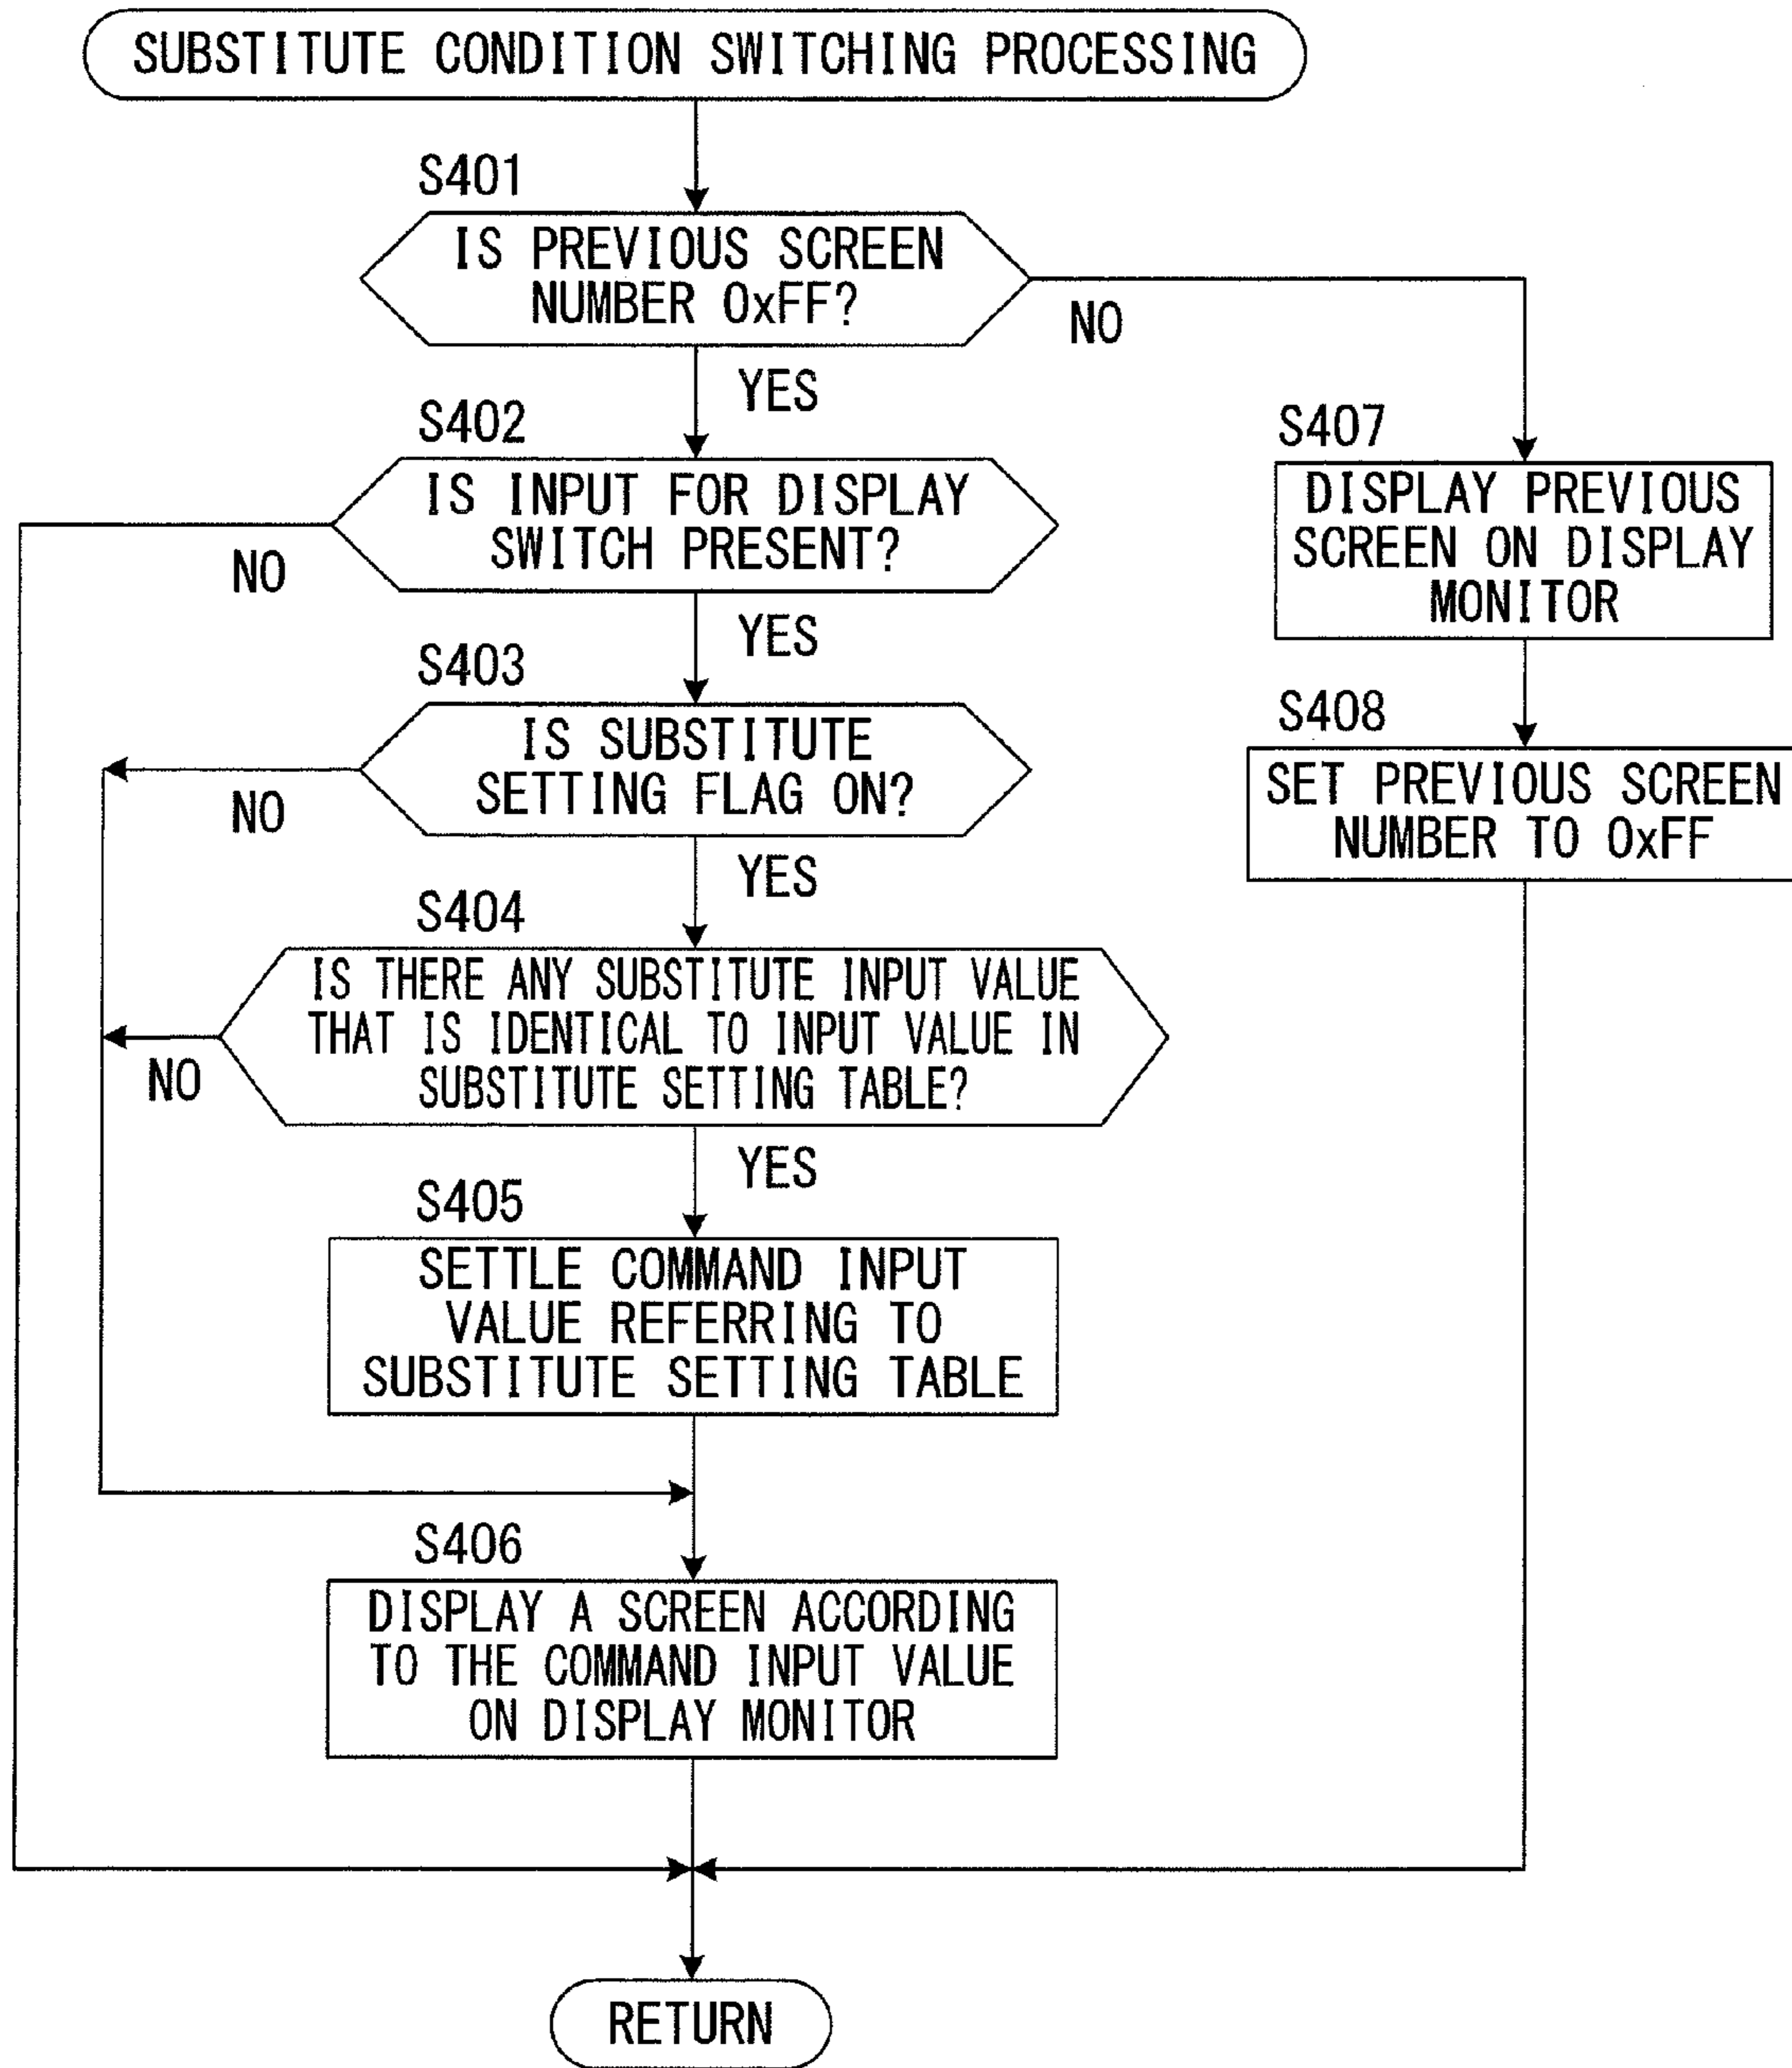 SUBSTITUTE CONDITION SWITCHING PROCESSING
S401
IS PREVIOUS SCREEN
NUMBER 0xFF?
NO
YES
S402
IS INPUT FOR DISPLAY
SWITCH PRESENT?
NO
YES
S403
IS SUBSTITUTE
SETTING FLAG ON?
NO
YES
S404
IS THERE ANY SUBSTITUTE INPUT VALUE
THAT IS IDENTICAL TO INPUT VALUE IN
SUBSTITUTE SETTING TABLE?
NO
YES
S405
SETTLE COMMAND INPUT
VALUE REFERRING TO
SUBSTITUTE SETTING TABLE
S406
DISPLAY A SCREEN ACCORDING
TO THE COMMAND INPUT VALUE
ON DISPLAY MONITOR
S407
DISPLAY PREVIOUS
SCREEN ON DISPLAY
MONITOR
S408
SET PREVIOUS SCREEN
NUMBER TO 0xFF
RETURN